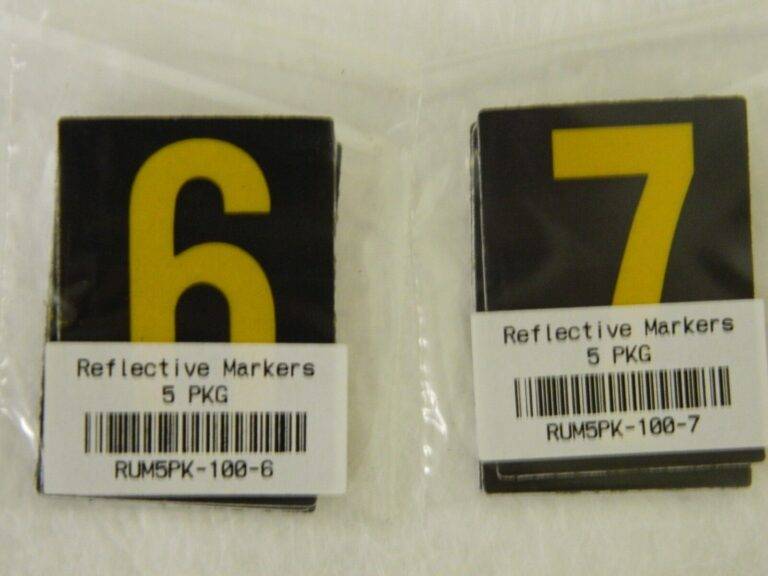 6
Reflective Markers
5 PKG
RUM5PK-100-6
7
Reflective Markers
5 PKG
RUM5PK-100-7